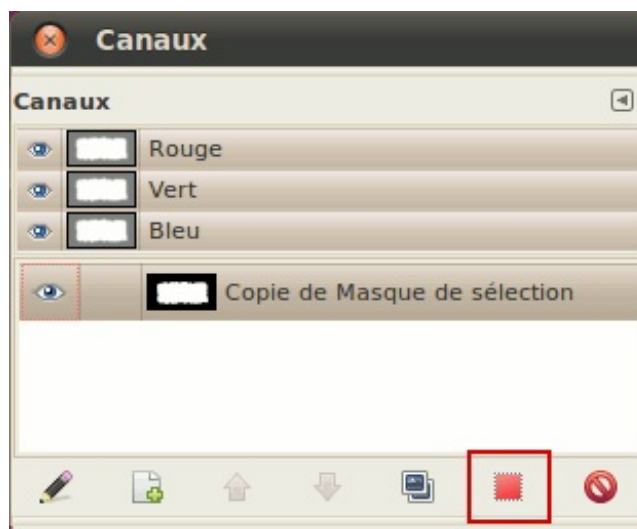 Canaux
Canaux
Rouge
Vert
Bleu
Copie de Masque de sélection